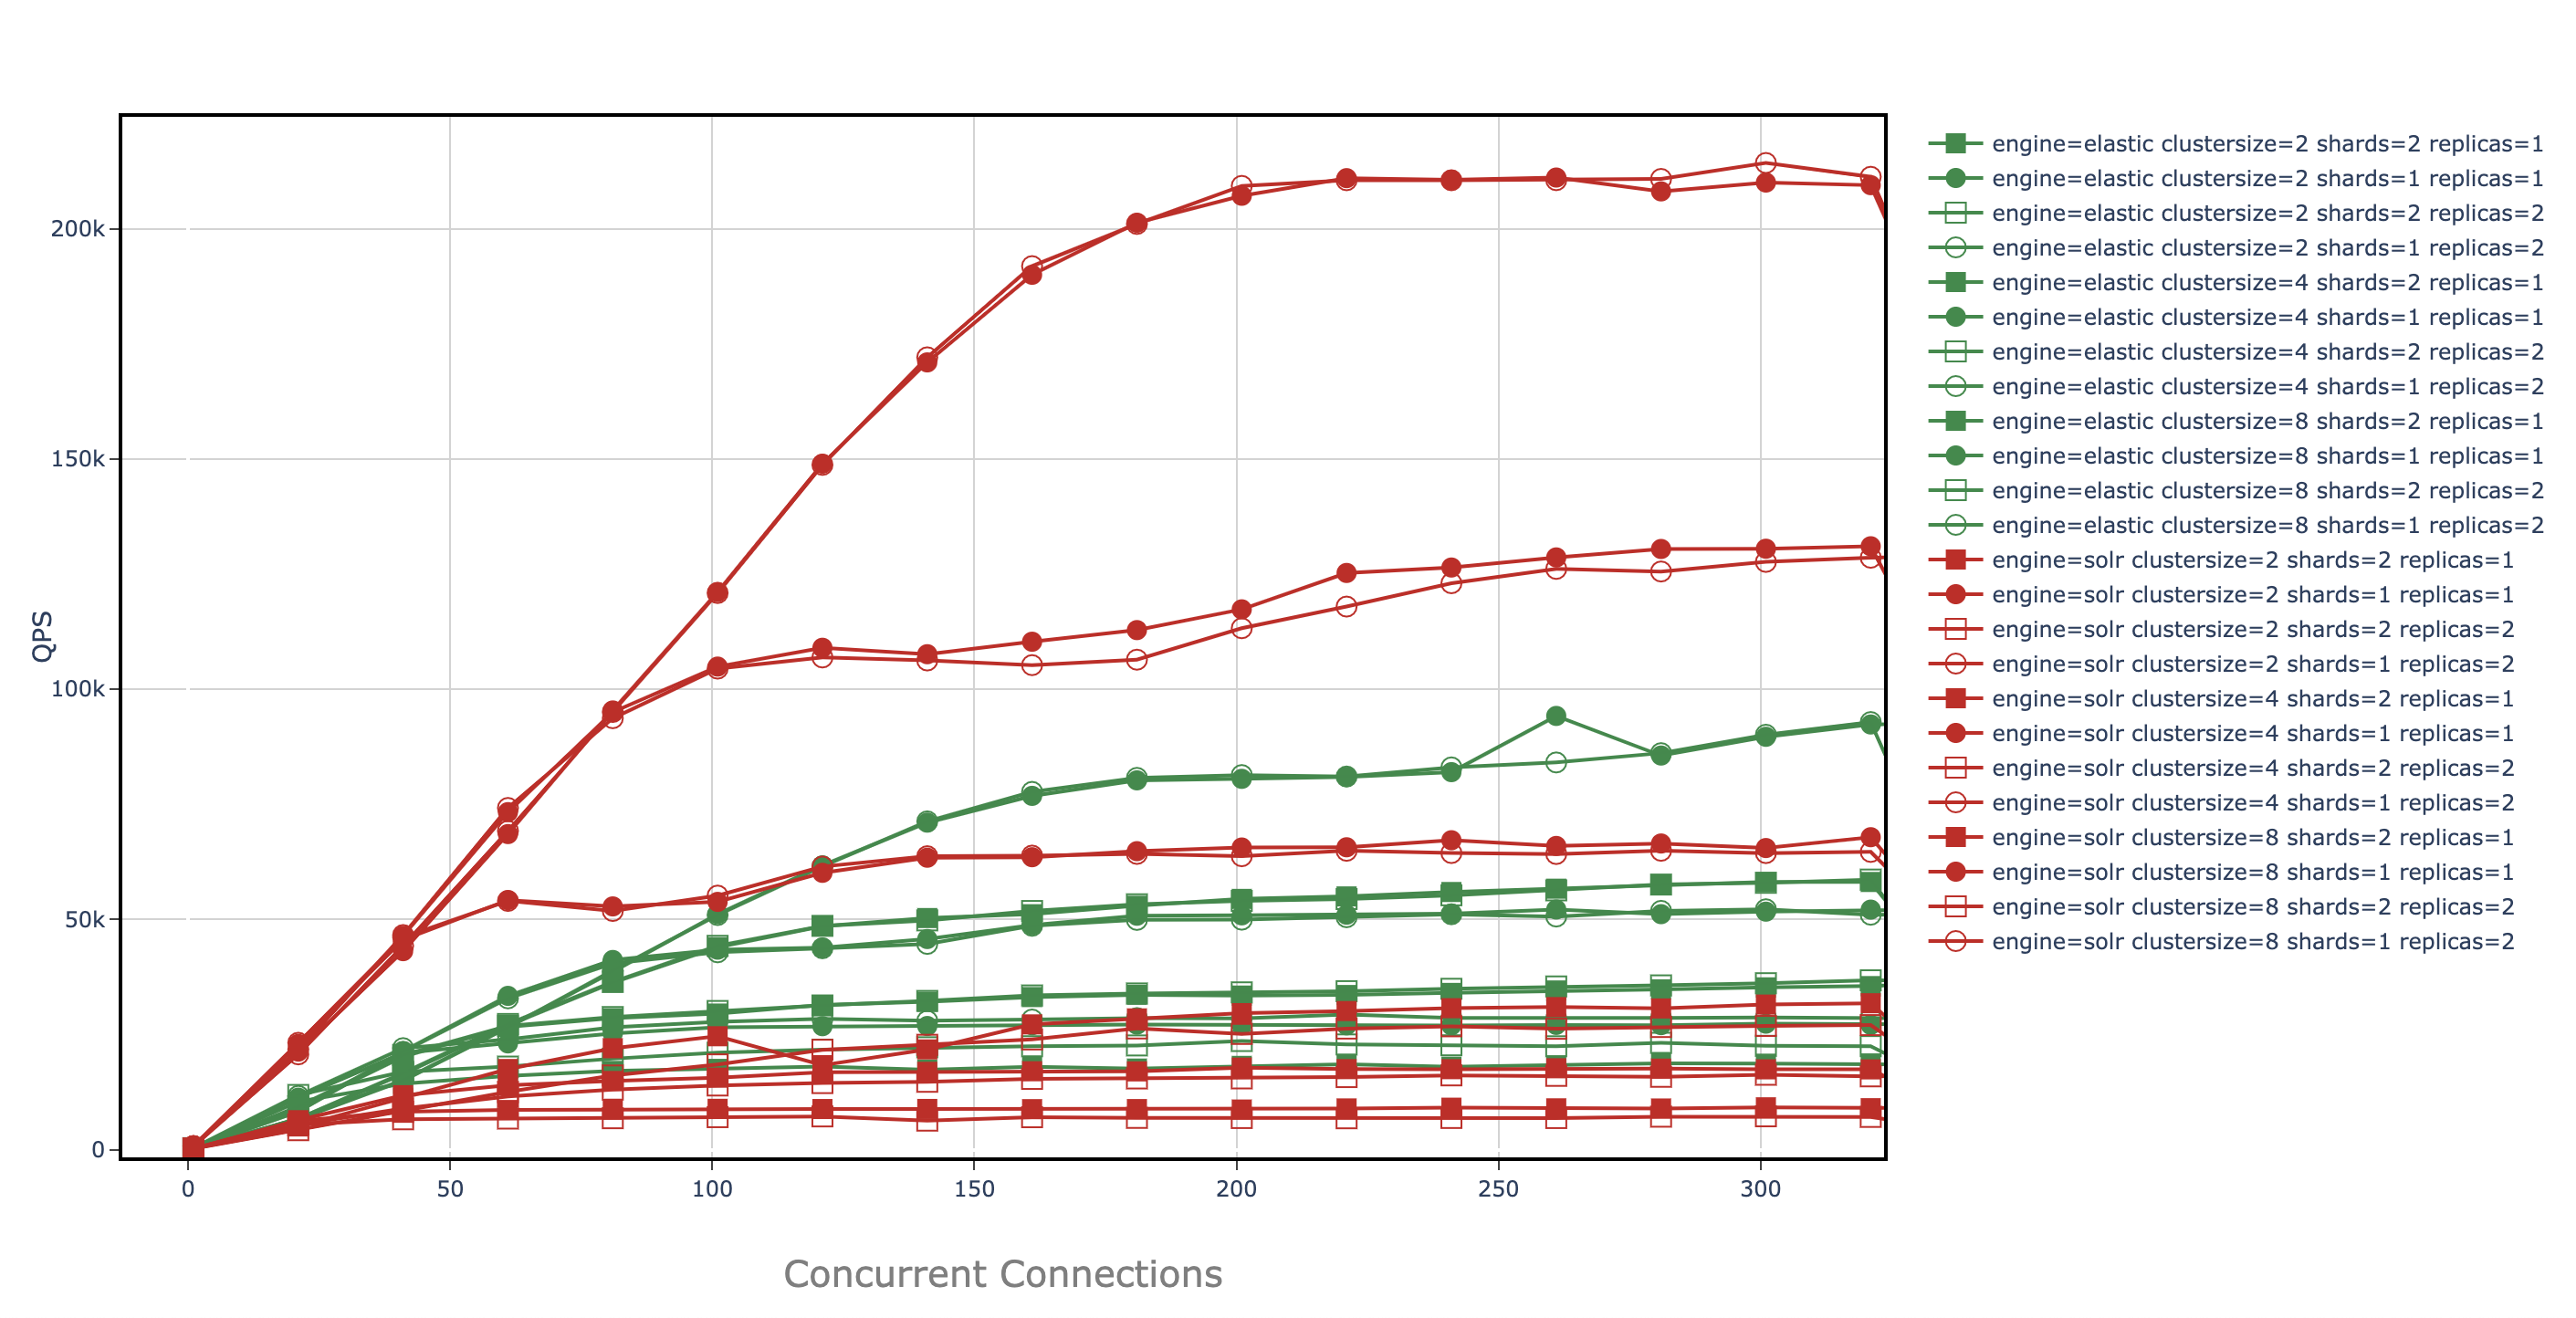 200k
150k
100k
50k
0
QPS
0 50 100 150 200 250 300
Concurrent Connections
engine=elastic clustersize=2 shards=2 replicas=1
engine=elastic clustersize=2 shards=1 replicas=1
engine=elastic clustersize=2 shards=2 replicas=2
engine=elastic clustersize=2 shards=1 replicas=2
engine=elastic clustersize=4 shards=2 replicas=1
engine=elastic clustersize=4 shards=1 replicas=1
engine=elastic clustersize=4 shards=2 replicas=2
engine=elastic clustersize=4 shards=1 replicas=2
engine=elastic clustersize=8 shards=2 replicas=1
engine=elastic clustersize=8 shards=1 replicas=1
engine=elastic clustersize=8 shards=2 replicas=2
engine=elastic clustersize=8 shards=1 replicas=2
engine=solr clustersize=2 shards=2 replicas=1
engine=solr clustersize=2 shards=1 replicas=1
engine=solr clustersize=2 shards=2 replicas=2
engine=solr clustersize=2 shards=1 replicas=2
engine=solr clustersize=4 shards=2 replicas=1
engine=solr clustersize=4 shards=1 replicas=1
engine=solr clustersize=4 shards=2 replicas=2
engine=solr clustersize=4 shards=1 replicas=2
engine=solr clustersize=8 shards=2 replicas=1
engine=solr clustersize=8 shards=1 replicas=1
engine=solr clustersize=8 shards=2 replicas=2
engine=solr clustersize=8 shards=1 replicas=2